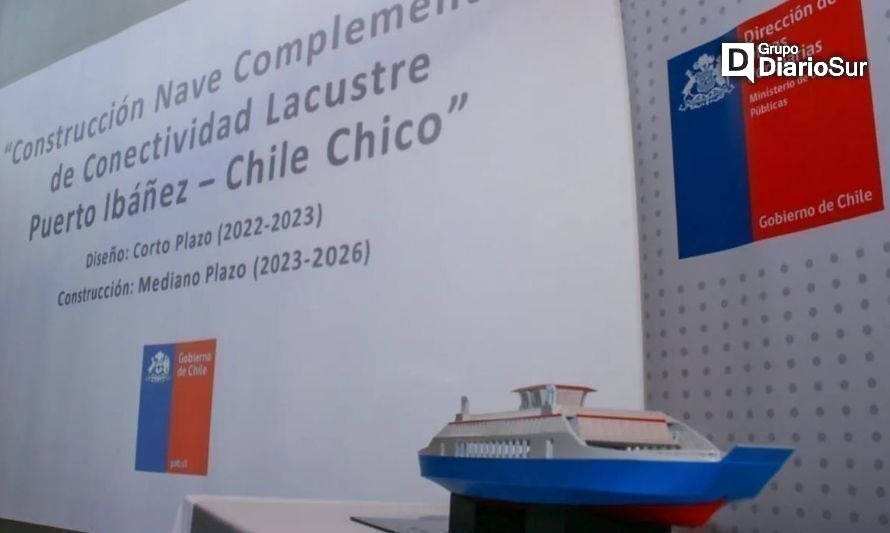 “Construcción Nave Complement
de Conectividad Lacustre
Puerto Ibáñez – Chile Chico”
Diseño: Corto Plazo (2022-2023)
Construcción: Mediano Plazo (2023-2026)
Gobierno
de Chile
Dirección de
Ministerio de
Públicas
Gobierno de Chile
D
Grupo
DiarioSur